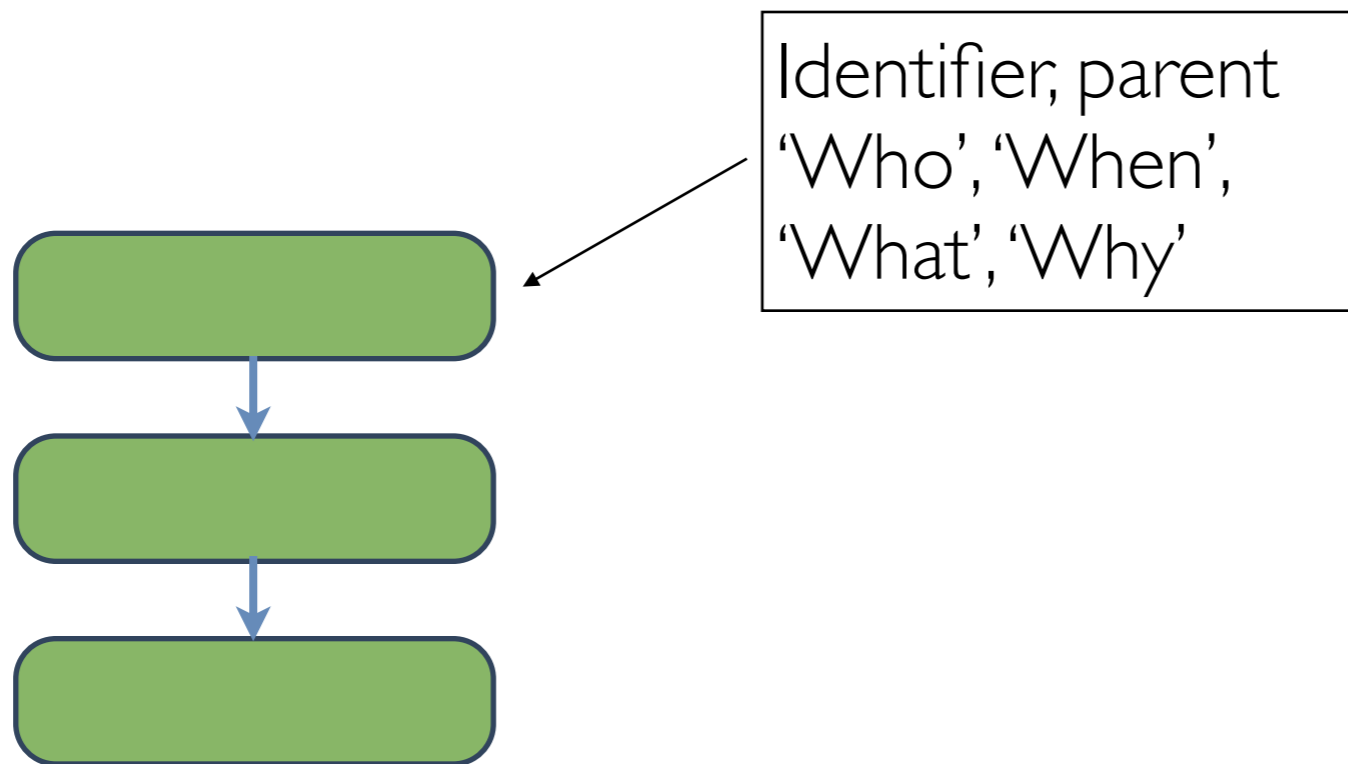 Identifier, parent
‘Who’, ‘When’,
‘What’, ‘Why’